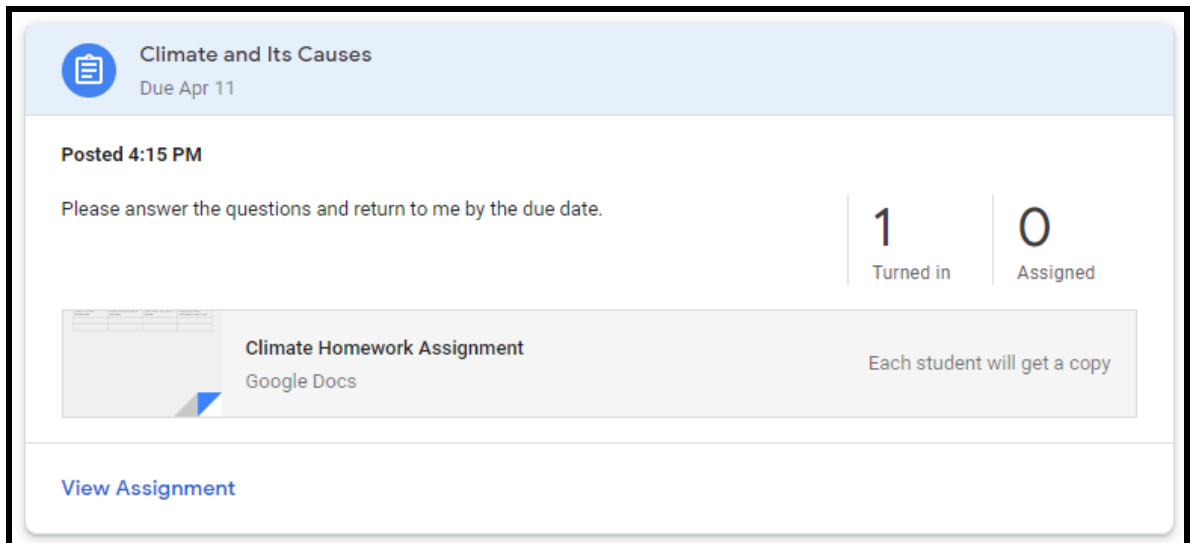 Climate and Its Causes
Due Apr 11
Posted 4:15 PM
Please answer the questions and return to me by the due date.
1
Turned in
0
Assigned
Climate Homework Assignment
Google Docs
Each student will get a copy
View Assignment